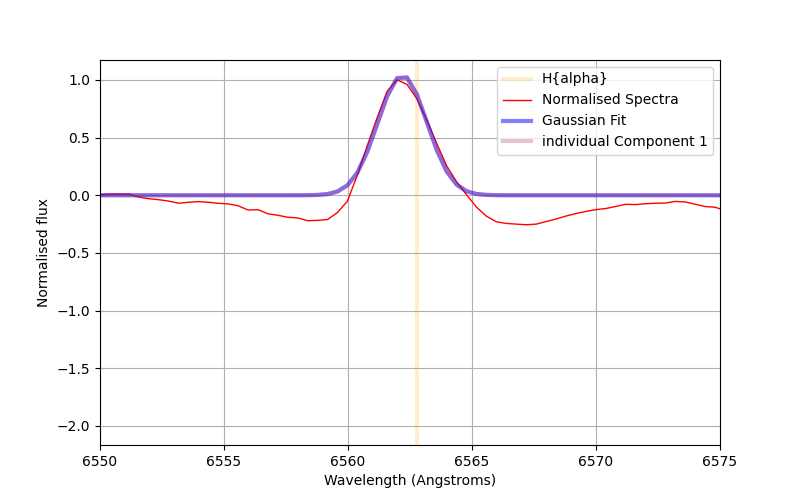 H{alpha}
Normalised Spectra
Gaussian Fit
individual Component 1
1.0
0.5
0.0
−0.5
−1.0
−1.5
−2.0
Normalised flux
6550 6555 6560 6565 6570 6575
Wavelength (Angstroms)